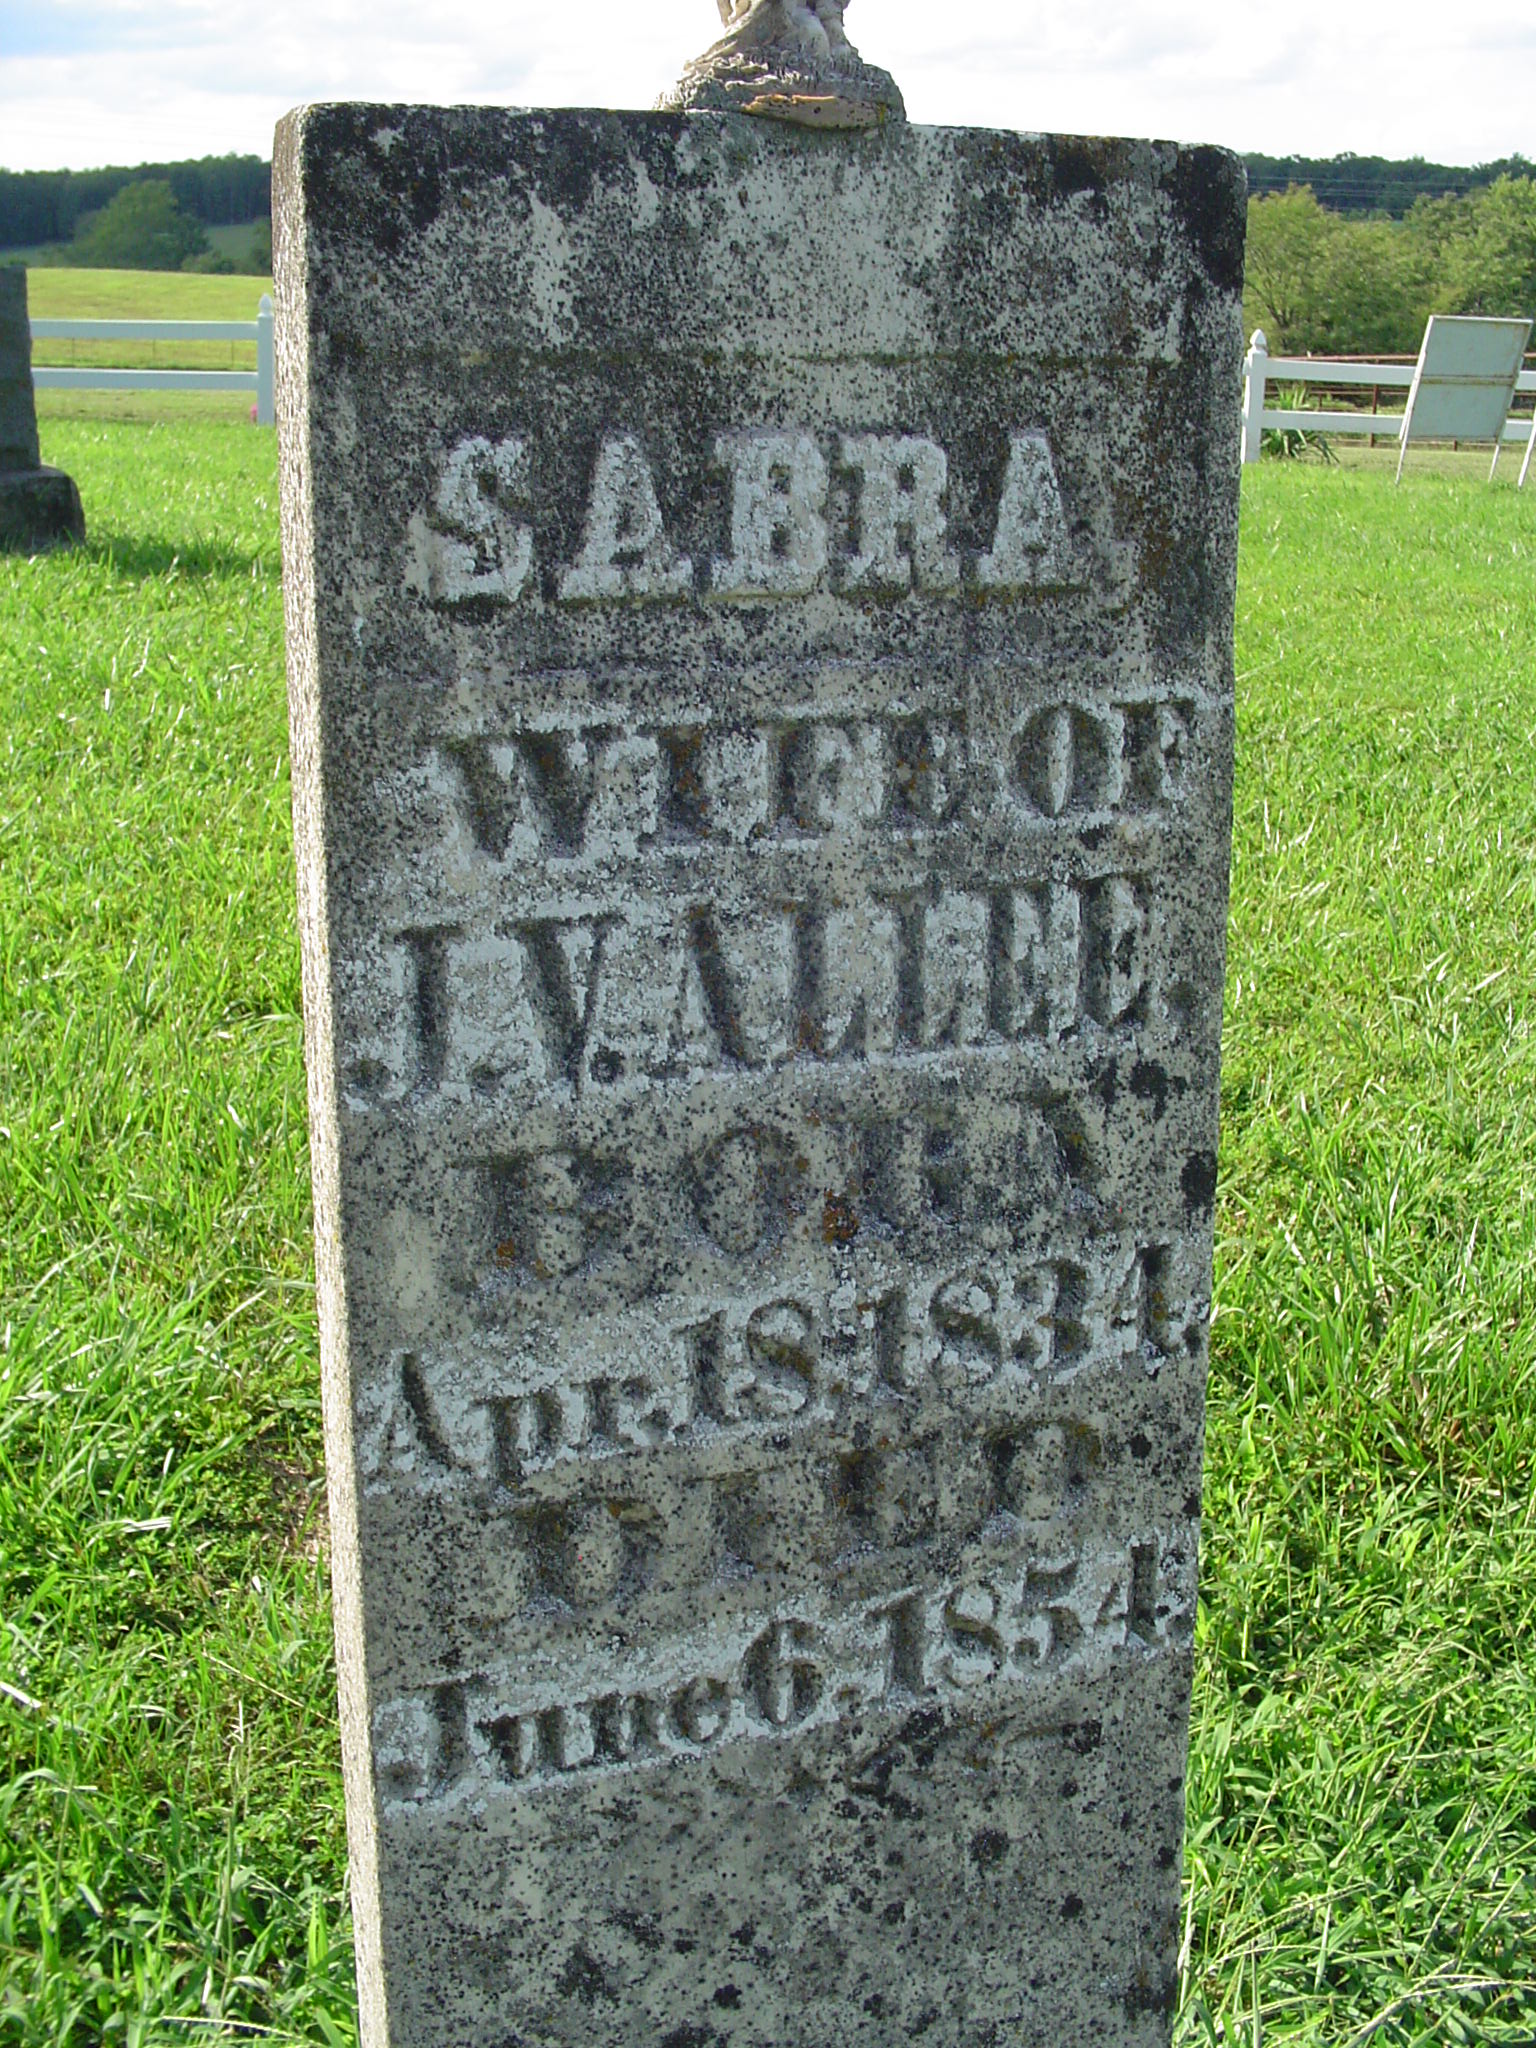 SABRA,
WIFE OF
J.V. ALLEE.
BORN
Apr. 18, 1834.
DIED
June 6, 1854.